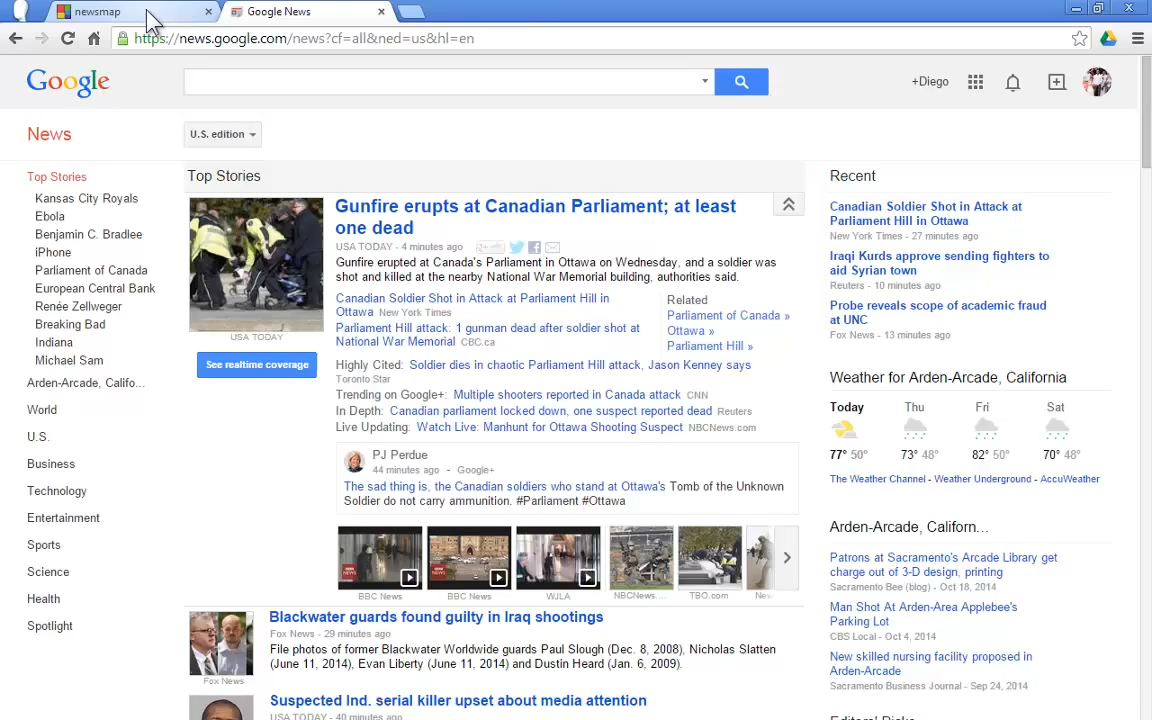 newsmap
Google News
https://news.google.com/news?cf=all&ned=us&hl=en
Google
+Diego
News
U.S. edition
Top Stories
Kansas City Royals
Ebola
Benjamin C. Bradlee
iPhone
Parliament of Canada
European Central Bank
Renée Zellweger
Breaking Bad
Indiana
Michael Sam
Arden-Arcade, Califo...
World
U.S.
Business
Technology
Entertainment
Sports
Science
Health
Spotlight
Top Stories
USA TODAY
See realtime coverage
Gunfire erupts at Canadian Parliament; at least
one dead
USA TODAY - 4 minutes ago
Gunfire erupted at Canada's Parliament in Ottawa on Wednesday, and a soldier was
shot and killed at the nearby National War Memorial building, authorities said.
Canadian Soldier Shot in Attack at Parliament Hill in
Ottawa New York Times
Parliament Hill attack: 1 gunman dead after soldier shot at
National War Memorial CBC.ca
Related
Parliament of Canada »
Ottawa »
Parliament Hill »
Highly Cited: Soldier dies in chaotic Parliament Hill attack, Jason Kenney says
Toronto Star
Trending on Google+: Multiple shooters reported in Canada attack CNN
In Depth: Canadian parliament locked down, one suspect reported dead Reuters
Live Updating: Watch Live: Manhunt for Ottawa Shooting Suspect NBCNews.com
PJ Perdue
44 minutes ago - Google+
The sad thing is, the Canadian soldiers who stand at Ottawa's Tomb of the Unknown
Soldier do not carry ammunition. #Parliament #Ottawa
BBC News
BBC News
WJLA
NBCNews....
TBO.com
New
Blackwater guards found guilty in Iraq shootings
Fox News - 29 minutes ago
File photos of former Blackwater Worldwide guards Paul Slough (Dec. 8, 2008), Nicholas Slatten
(June 11, 2014), Evan Liberty (June 11, 2014) and Dustin Heard (Jan. 6, 2009).
Fox News
Suspected Ind. serial killer upset about media attention
USA TODAY - 40 minutes ago
Recent
Canadian Soldier Shot in Attack at
Parliament Hill in Ottawa
New York Times - 27 minutes ago
Iraqi Kurds approve sending fighters to
aid Syrian town
Reuters - 10 minutes ago
Probe reveals scope of academic fraud
at UNC
Fox News - 13 minutes ago
Weather for Arden-Arcade, California
Today Thu Fri Sat
77° 50° 73° 48° 82° 50° 70° 48°
The Weather Channel - Weather Underground - AccuWeather
Arden-Arcade, Californ...
Patrons at Sacramento's Arcade Library get
charge out of 3-D design, printing
Sacramento Bee (blog) - Oct 18, 2014
Man Shot At Arden-Area Applebee's
Parking Lot
CBS Local - Oct 4, 2014
New skilled nursing facility proposed in
Arden-Arcade
Sacramento Business Journal - Sep 24, 2014
Editors' Picks